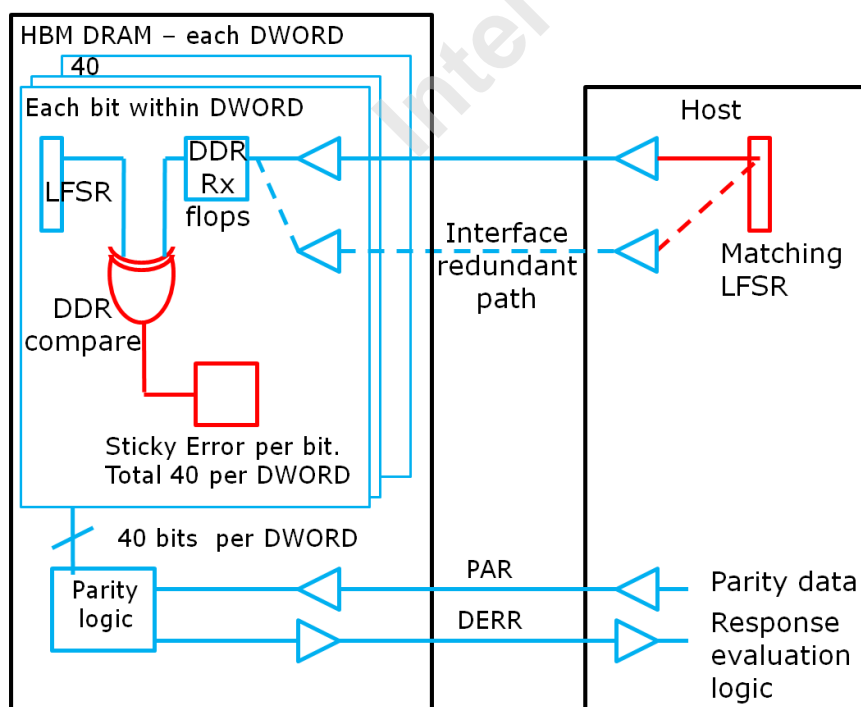 HBM DRAM – each DWORD
40
Each bit within DWORD
LFSR
DDR
Rx
flops
DDR
compare
Sticky Error per bit.
Total 40 per DWORD
40 bits per DWORD
Parity
logic
Interface
redundant
path
PAR
DERR
Host
Matching
LFSR
Parity data
Response
evaluation
logic
Intel